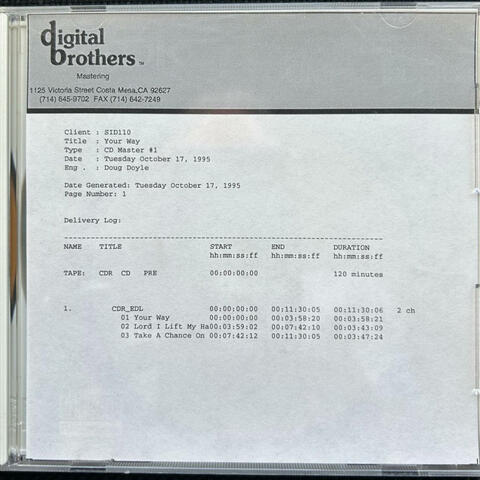 digital
brothers™
Mastering
1125 Victoria Street Costa Mesa,CA 92627
(714) 645-9702 FAX (714) 642-7249
Client : SID110
Title : Your Way
Type : CD Master #1
Date : Tuesday October 17, 1995
Eng . : Doug Doyle
Date Generated: Tuesday October 17, 1995
Page Number: 1
Delivery Log:
NAME TITLE START END DURATION
hh:mm:ss:ff hh:mm:ss:ff hh:mm:ss:ff
TAPE: CDR CD PRE 00:00:00:00 120 minutes
1. CDR_EDL 00:00:00:00 00:11:30:05 00:11:30:06 2 ch
01 Your Way 00:00:00:00 00:03:58:20 00:03:58:21
02 Lord I Lift My Ha00:03:59:02 00:07:42:10 00:03:43:09
03 Take A Chance On 00:07:42:12 00:11:30:05 00:03:47:24